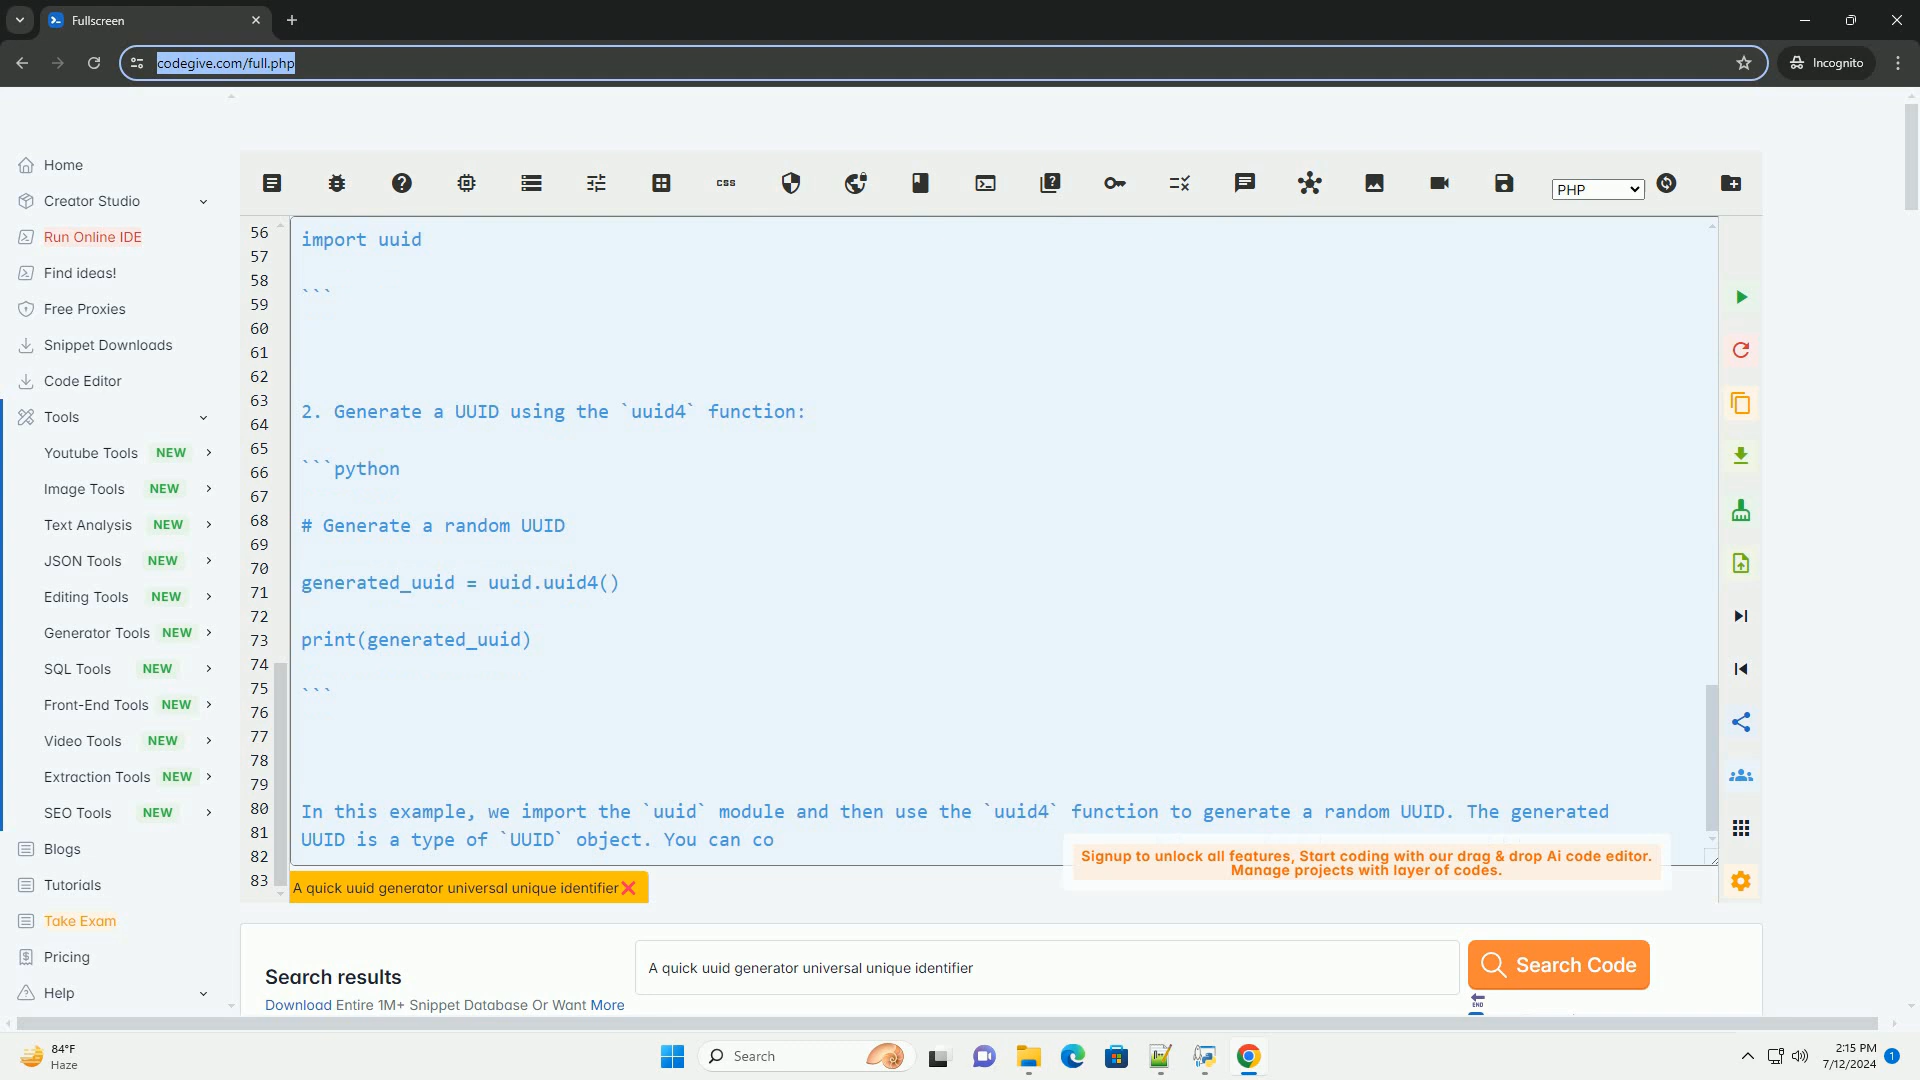 Fullscreen
codegive.com/full.php
Incognito
Home
Creator Studio
Run Online IDE
Find ideas!
Free Proxies
Snippet Downloads
Code Editor
Tools
Youtube Tools NEW
Image Tools NEW
Text Analysis NEW
JSON Tools NEW
Editing Tools NEW
Generator Tools NEW
SQL Tools NEW
Front-End Tools NEW
Video Tools NEW
Extraction Tools NEW
SEO Tools NEW
Blogs
Tutorials
Take Exam
Pricing
Help
css
PHP
56
57
58
59
60
61
62
63
64
65
66
67
68
69
70
71
72
73
74
75
76
77
78
79
80
81
82
83
import uuid
```
2. Generate a UUID using the `uuid4` function:
```python
# Generate a random UUID
generated_uuid = uuid.uuid4()
print(generated_uuid)
```
In this example, we import the `uuid` module and then use the `uuid4` function to generate a random UUID. The generated
UUID is a type of `UUID` object. You can co
Signup to unlock all features, Start coding with our drag & drop Ai code editor.
Manage projects with layer of codes.
A quick uuid generator universal unique identifier
Search results
A quick uuid generator universal unique identifier
Search Code
Download Entire 1M+ Snippet Database Or Want More
END
84°F
Haze
Search
2:15 PM
7/12/2024
1